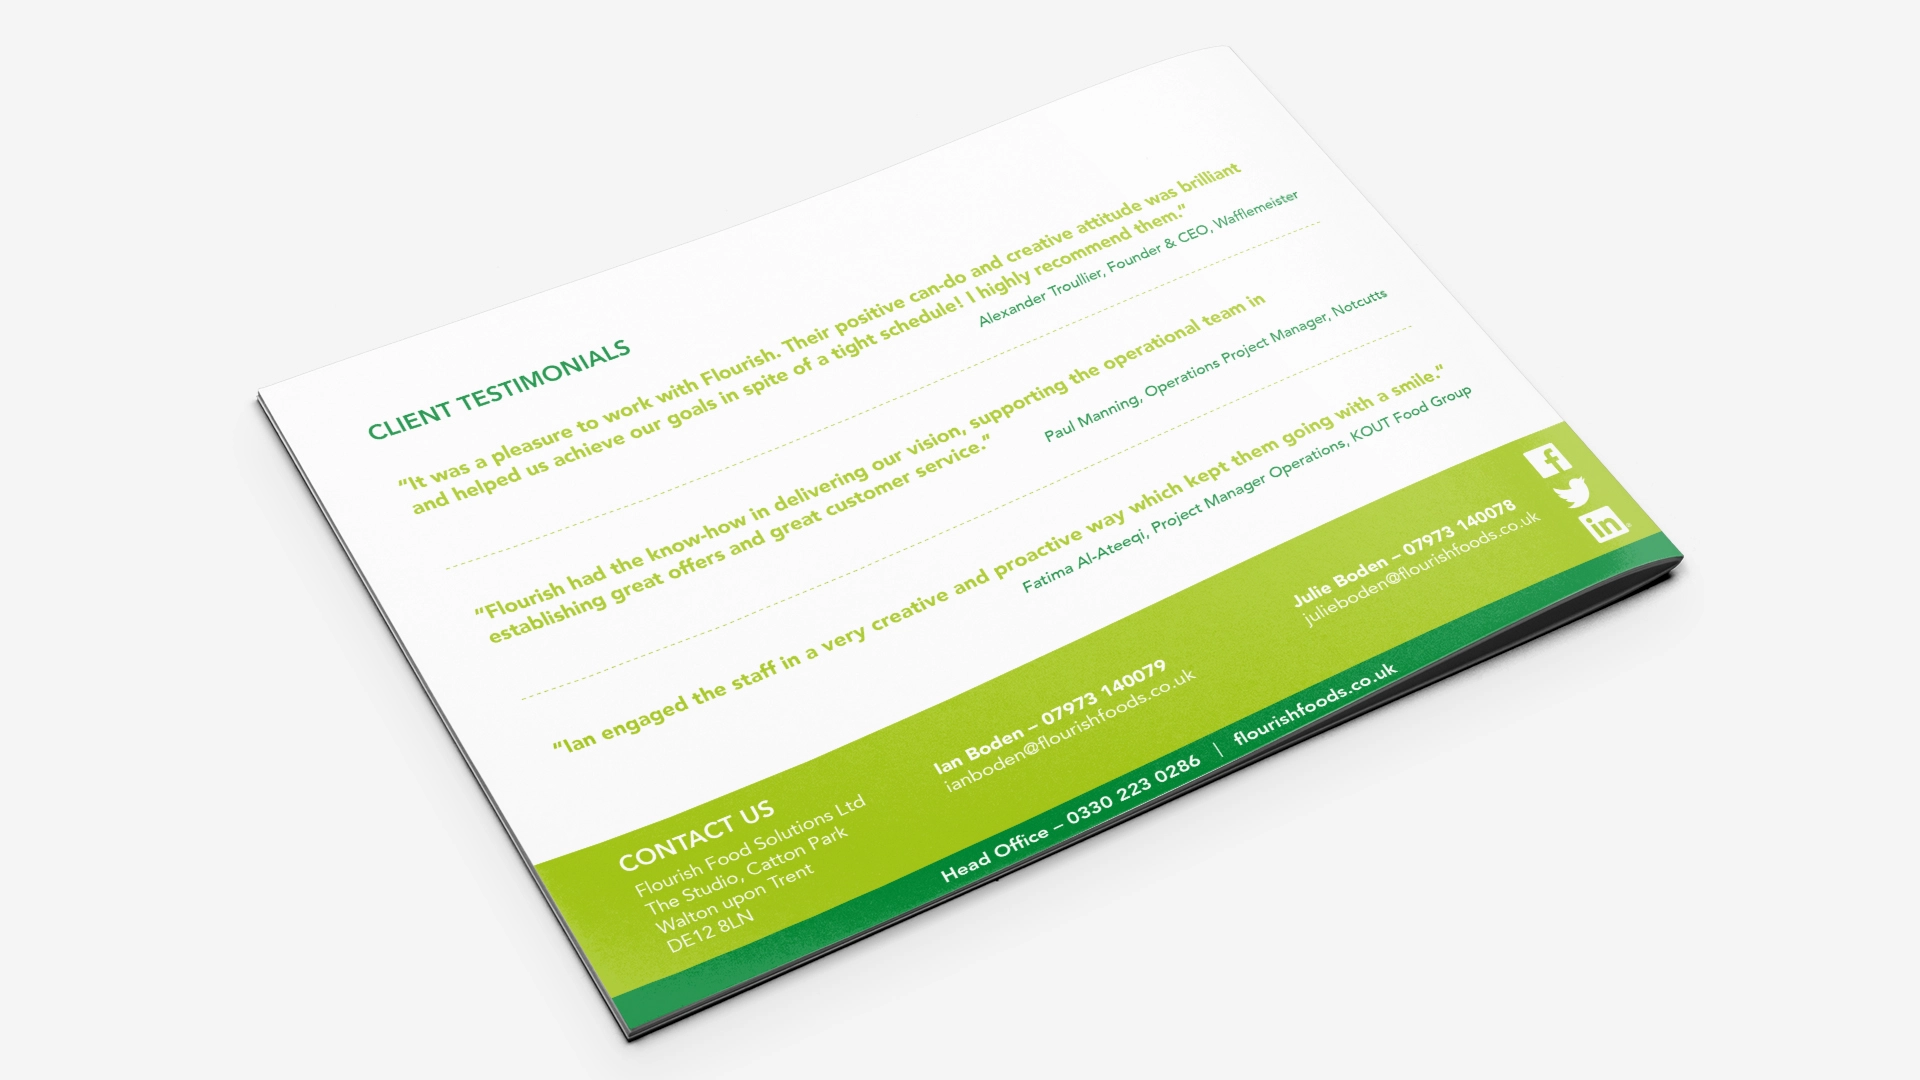 CLIENT TESTIMONIALS
“It was a pleasure to work with Flourish. Their positive can-do and creative attitude was brilliant
and helped us achieve our goals in spite of a tight schedule! I highly recommend them.”
Alexander Troullier, Founder & CEO, Wafflemeister
“Flourish had the know-how in delivering our vision, supporting the operational team in
establishing great offers and great customer service.”
Paul Manning, Operations Project Manager, Notcutts
“Ian engaged the staff in a very creative and proactive way which kept them going with a smile.”
Fatima Al-Ateeqi, Project Manager Operations, KOUT Food Group
CONTACT US
Flourish Food Solutions Ltd
The Studio, Catton Park
Walton upon Trent
DE12 8LN
Ian Boden – 07973 140079
ianboden@flourishfoods.co.uk
Julie Boden – 07973 140078
julieboden@flourishfoods.co.uk
f
in
Head Office – 0330 223 0286 | flourishfoods.co.uk